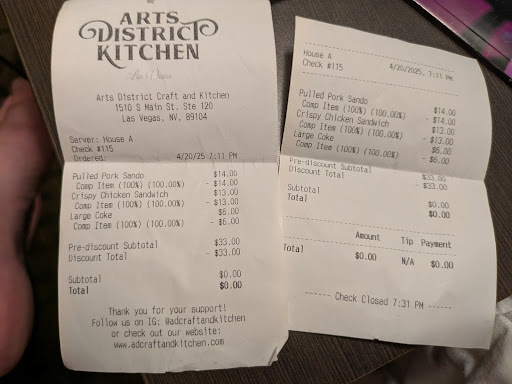 ARTS
DISTRICT
KITCHEN
Las Vegas
Arts District Craft and Kitchen
1510 S Main St. Ste 120
Las Vegas, NV, 89104
Server: House A
Check #115
Ordered: 4/20/25 7:11 PM
Pulled Pork Sando $14.00
Comp Item (100%) (100.00%) - $14.00
Crispy Chicken Sandwich $13.00
Comp Item (100%) (100.00%) - $13.00
Large Coke $6.00
Comp Item (100%) (100.00%) - $6.00
Pre-discount Subtotal $33.00
Discount Total - $33.00
Subtotal $0.00
Total $0.00
Thank you for your support!
Follow us on IG: @adcraftandkitchen
or check out our website:
www.adcraftandkitchen.com
House A
Check #115 4/20/2025, 7:11 PM
Pulled Pork Sando $14.00
Comp Item (100%) (100.00%) - $14.00
Crispy Chicken Sandwich $13.00
Comp Item (100%) (100.00%) - $13.00
Large Coke $6.00
Comp Item (100%) (100.00%) - $6.00
Pre-discount Subtotal $33.00
Discount Total - $33.00
Subtotal $0.00
Total $0.00
Amount Tip Payment
Total $0.00 N/A $0.00
------ Check Closed 7:31 PM ------